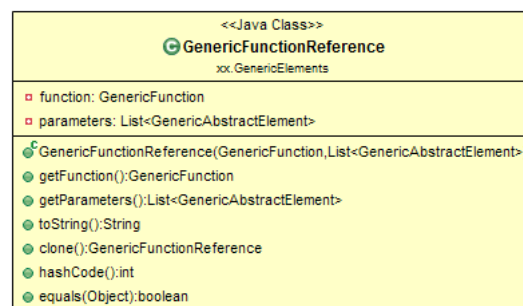 <<Java Class>>
GenericFunctionReference
xx.GenericElements
function: GenericFunction
parameters: List<GenericAbstractElement>
GenericFunctionReference(GenericFunction,List<GenericAbstractElement>
getFunction():GenericFunction
getParameters():List<GenericAbstractElement>
toString():String
clone():GenericFunctionReference
hashCode():int
equals(Object):boolean